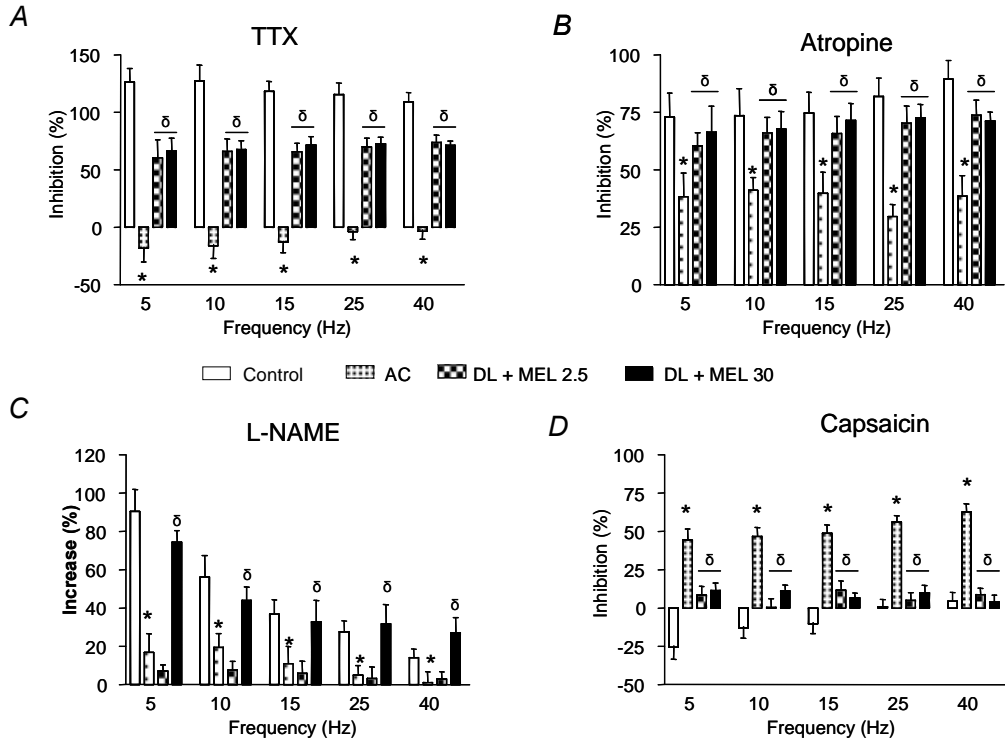 A
TTX
Inhibition (%)
150
100
50
0
-50
δ δ δ δ δ
* * * * *
5 10 15 25 40
Frequency (Hz)
B
Atropine
Inhibition (%)
100
75
50
25
0
δ δ δ δ δ
* * * * *
5 10 15 25 40
Frequency (Hz)
Control AC DL + MEL 2.5 DL + MEL 30
C
L-NAME
Increase (%)
120
100
80
60
40
20
0
δ δ δ δ δ
* * * * *
5 10 15 25 40
Frequency (Hz)
D
Capsaicin
Inhibition (%)
100
75
50
25
0
-25
-50
* * * * *
δ δ δ δ δ
5 10 15 25 40
Frequency (Hz)